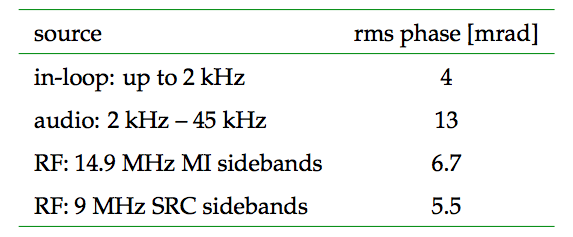 source rms phase [mrad]
in-loop: up to 2 kHz 4
audio: 2 kHz – 45 kHz 13
RF: 14.9 MHz MI sidebands 6.7
RF: 9 MHz SRC sidebands 5.5